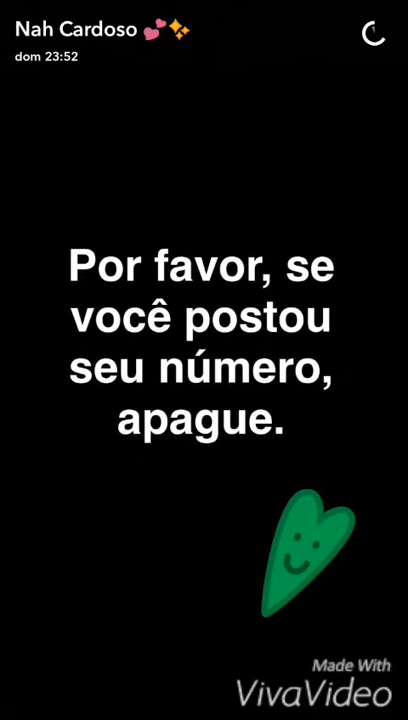 Nah Cardoso 💕✨
dom 23:52
Por favor, se
você postou
seu número,
apague.
Made With
VivaVideo